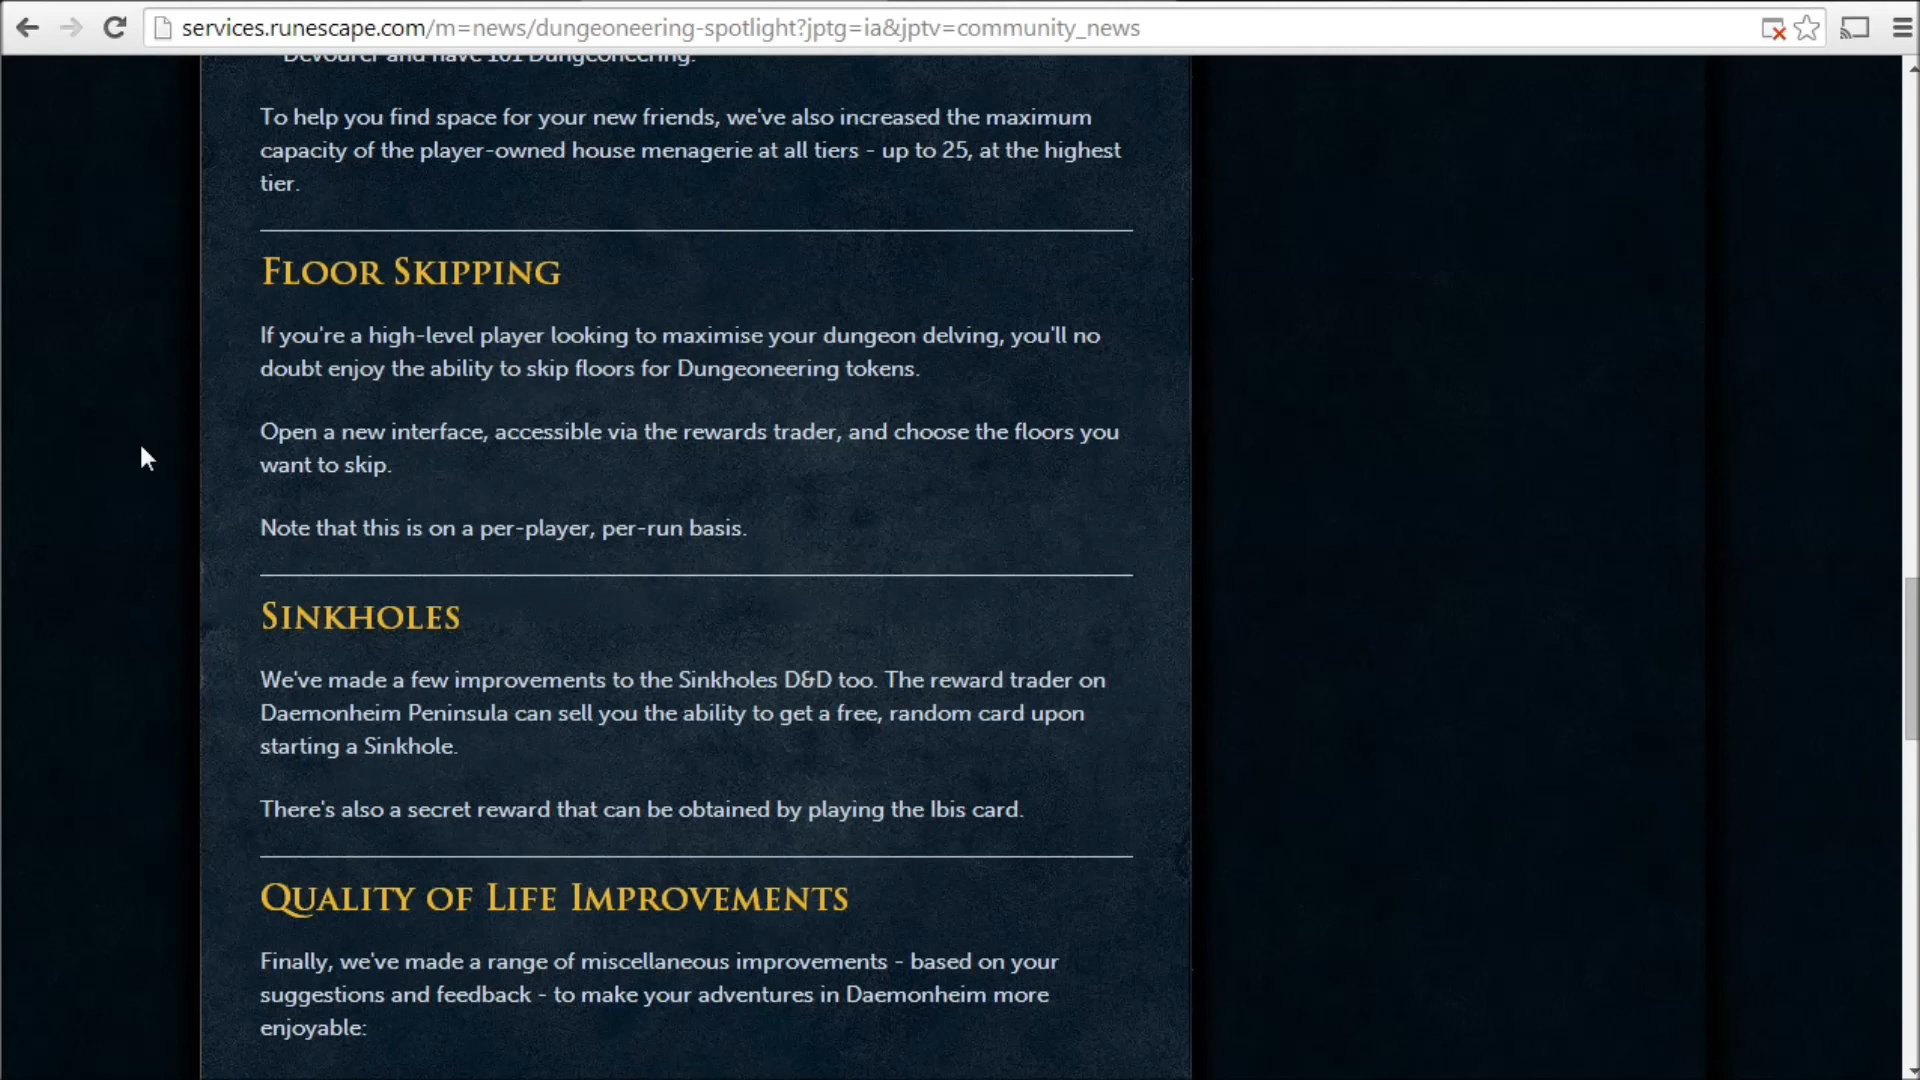 services.runescape.com/m=news/dungeoneering-spotlight?jptg=ia&jptv=community_news
Devourer and have 101 Dungeoneering.
To help you find space for your new friends, we've also increased the maximum
capacity of the player-owned house menagerie at all tiers - up to 25, at the highest
tier.
Floor Skipping
If you're a high-level player looking to maximise your dungeon delving, you'll no
doubt enjoy the ability to skip floors for Dungeoneering tokens.
Open a new interface, accessible via the rewards trader, and choose the floors you
want to skip.
Note that this is on a per-player, per-run basis.
Sinkholes
We've made a few improvements to the Sinkholes D&D too. The reward trader on
Daemonheim Peninsula can sell you the ability to get a free, random card upon
starting a Sinkhole.
There's also a secret reward that can be obtained by playing the Ibis card.
Quality of Life Improvements
Finally, we've made a range of miscellaneous improvements - based on your
suggestions and feedback - to make your adventures in Daemonheim more
enjoyable: